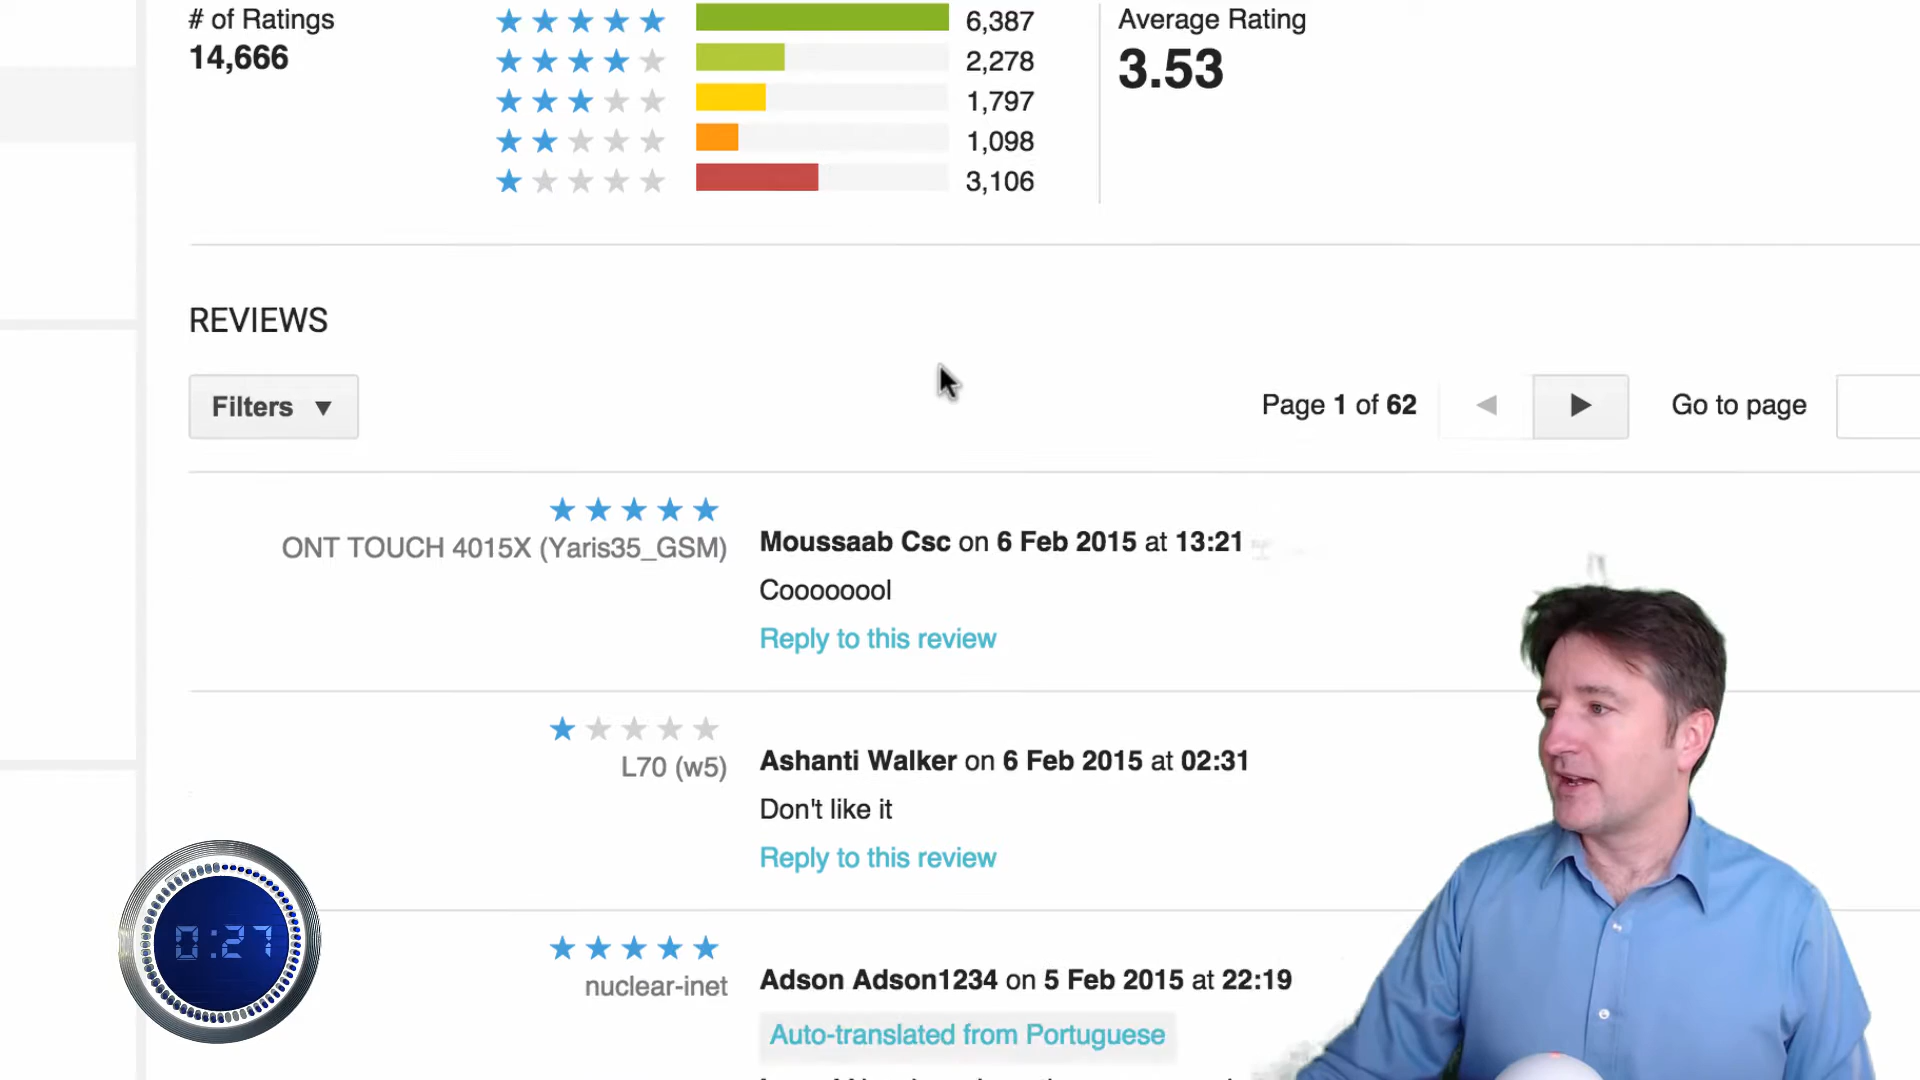 # of Ratings
14,666
6,387
2,278
1,797
1,098
3,106
Average Rating
3.53
REVIEWS
Filters
Page 1 of 62
Go to page
ONT TOUCH 4015X (Yaris35_GSM)
Moussaab Csc on 6 Feb 2015 at 13:21
Coooooool
Reply to this review
L70 (w5)
Ashanti Walker on 6 Feb 2015 at 02:31
Don't like it
Reply to this review
nuclear-inet
Adson Adson1234 on 5 Feb 2015 at 22:19
Auto-translated from Portuguese
0:27